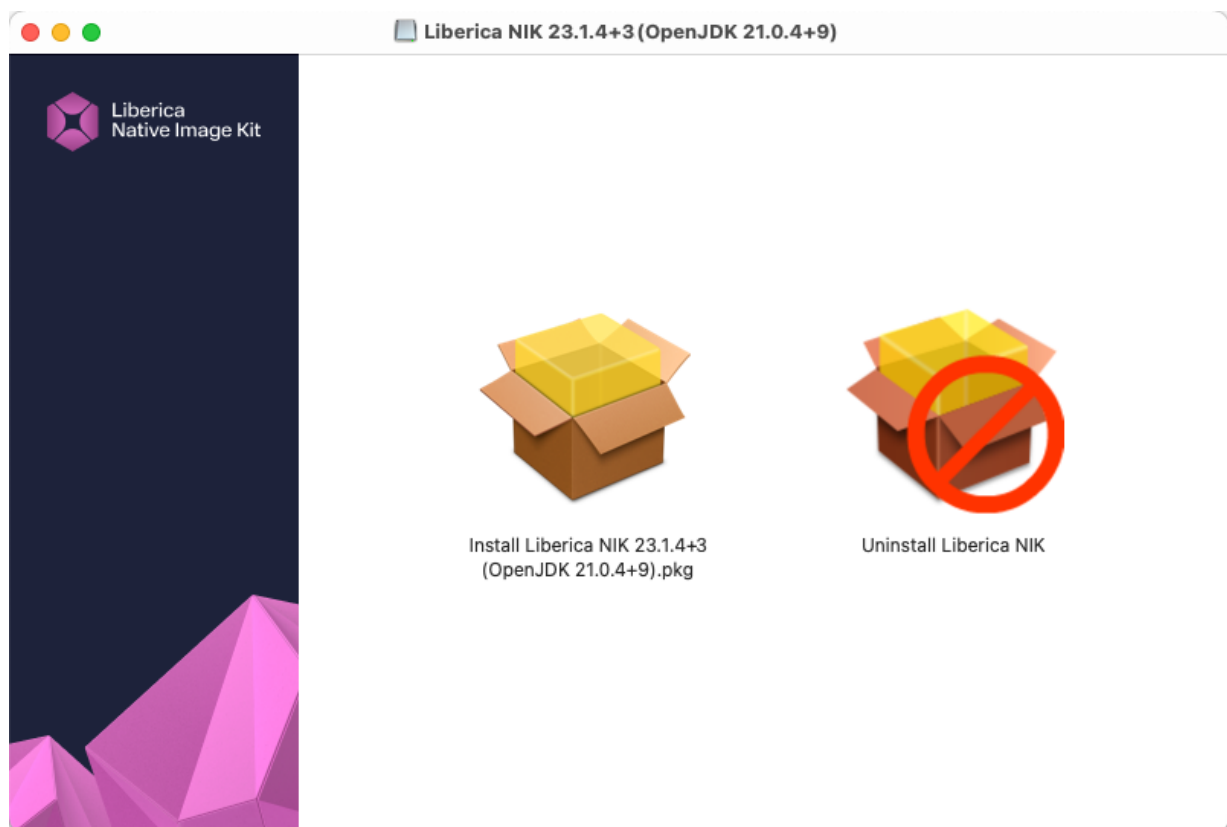 Liberica NIK 23.1.4+3 (OpenJDK 21.0.4+9)
Liberica
Native Image Kit
Install Liberica NIK 23.1.4+3
(OpenJDK 21.0.4+9).pkg
Uninstall Liberica NIK